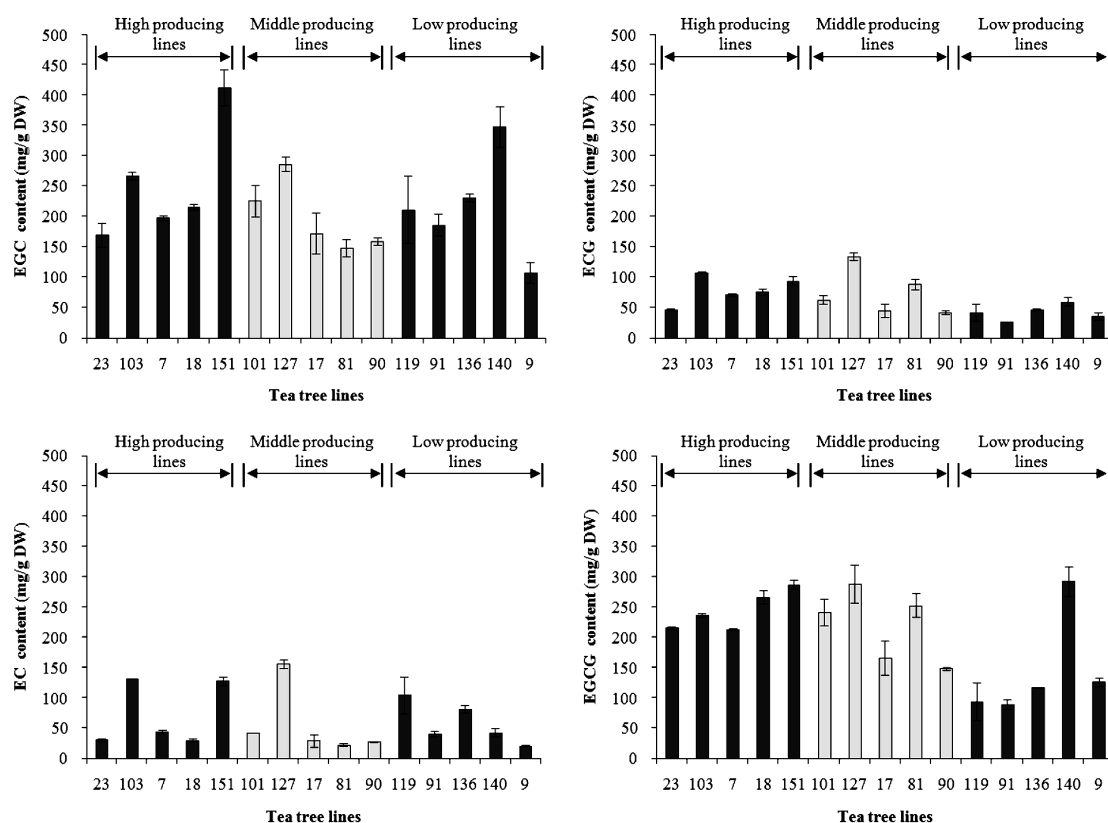 High producing lines
Middle producing lines
Low producing lines
EGC content (mg/g DW)
500
450
400
350
300
250
200
150
100
50
0
23 103 7 18 151 101 127 17 81 90 119 91 136 140 9
Tea tree lines
High producing lines
Middle producing lines
Low producing lines
ECG content (mg/g DW)
500
450
400
350
300
250
200
150
100
50
0
23 103 7 18 151 101 127 17 81 90 119 91 136 140 9
Tea tree lines
High producing lines
Middle producing lines
Low producing lines
EC content (mg/g DW)
500
450
400
350
300
250
200
150
100
50
0
23 103 7 18 151 101 127 17 81 90 119 91 136 140 9
Tea tree lines
High producing lines
Middle producing lines
Low producing lines
EGCG content (mg/g DW)
500
450
400
350
300
250
200
150
100
50
0
23 103 7 18 151 101 127 17 81 90 119 91 136 140 9
Tea tree lines